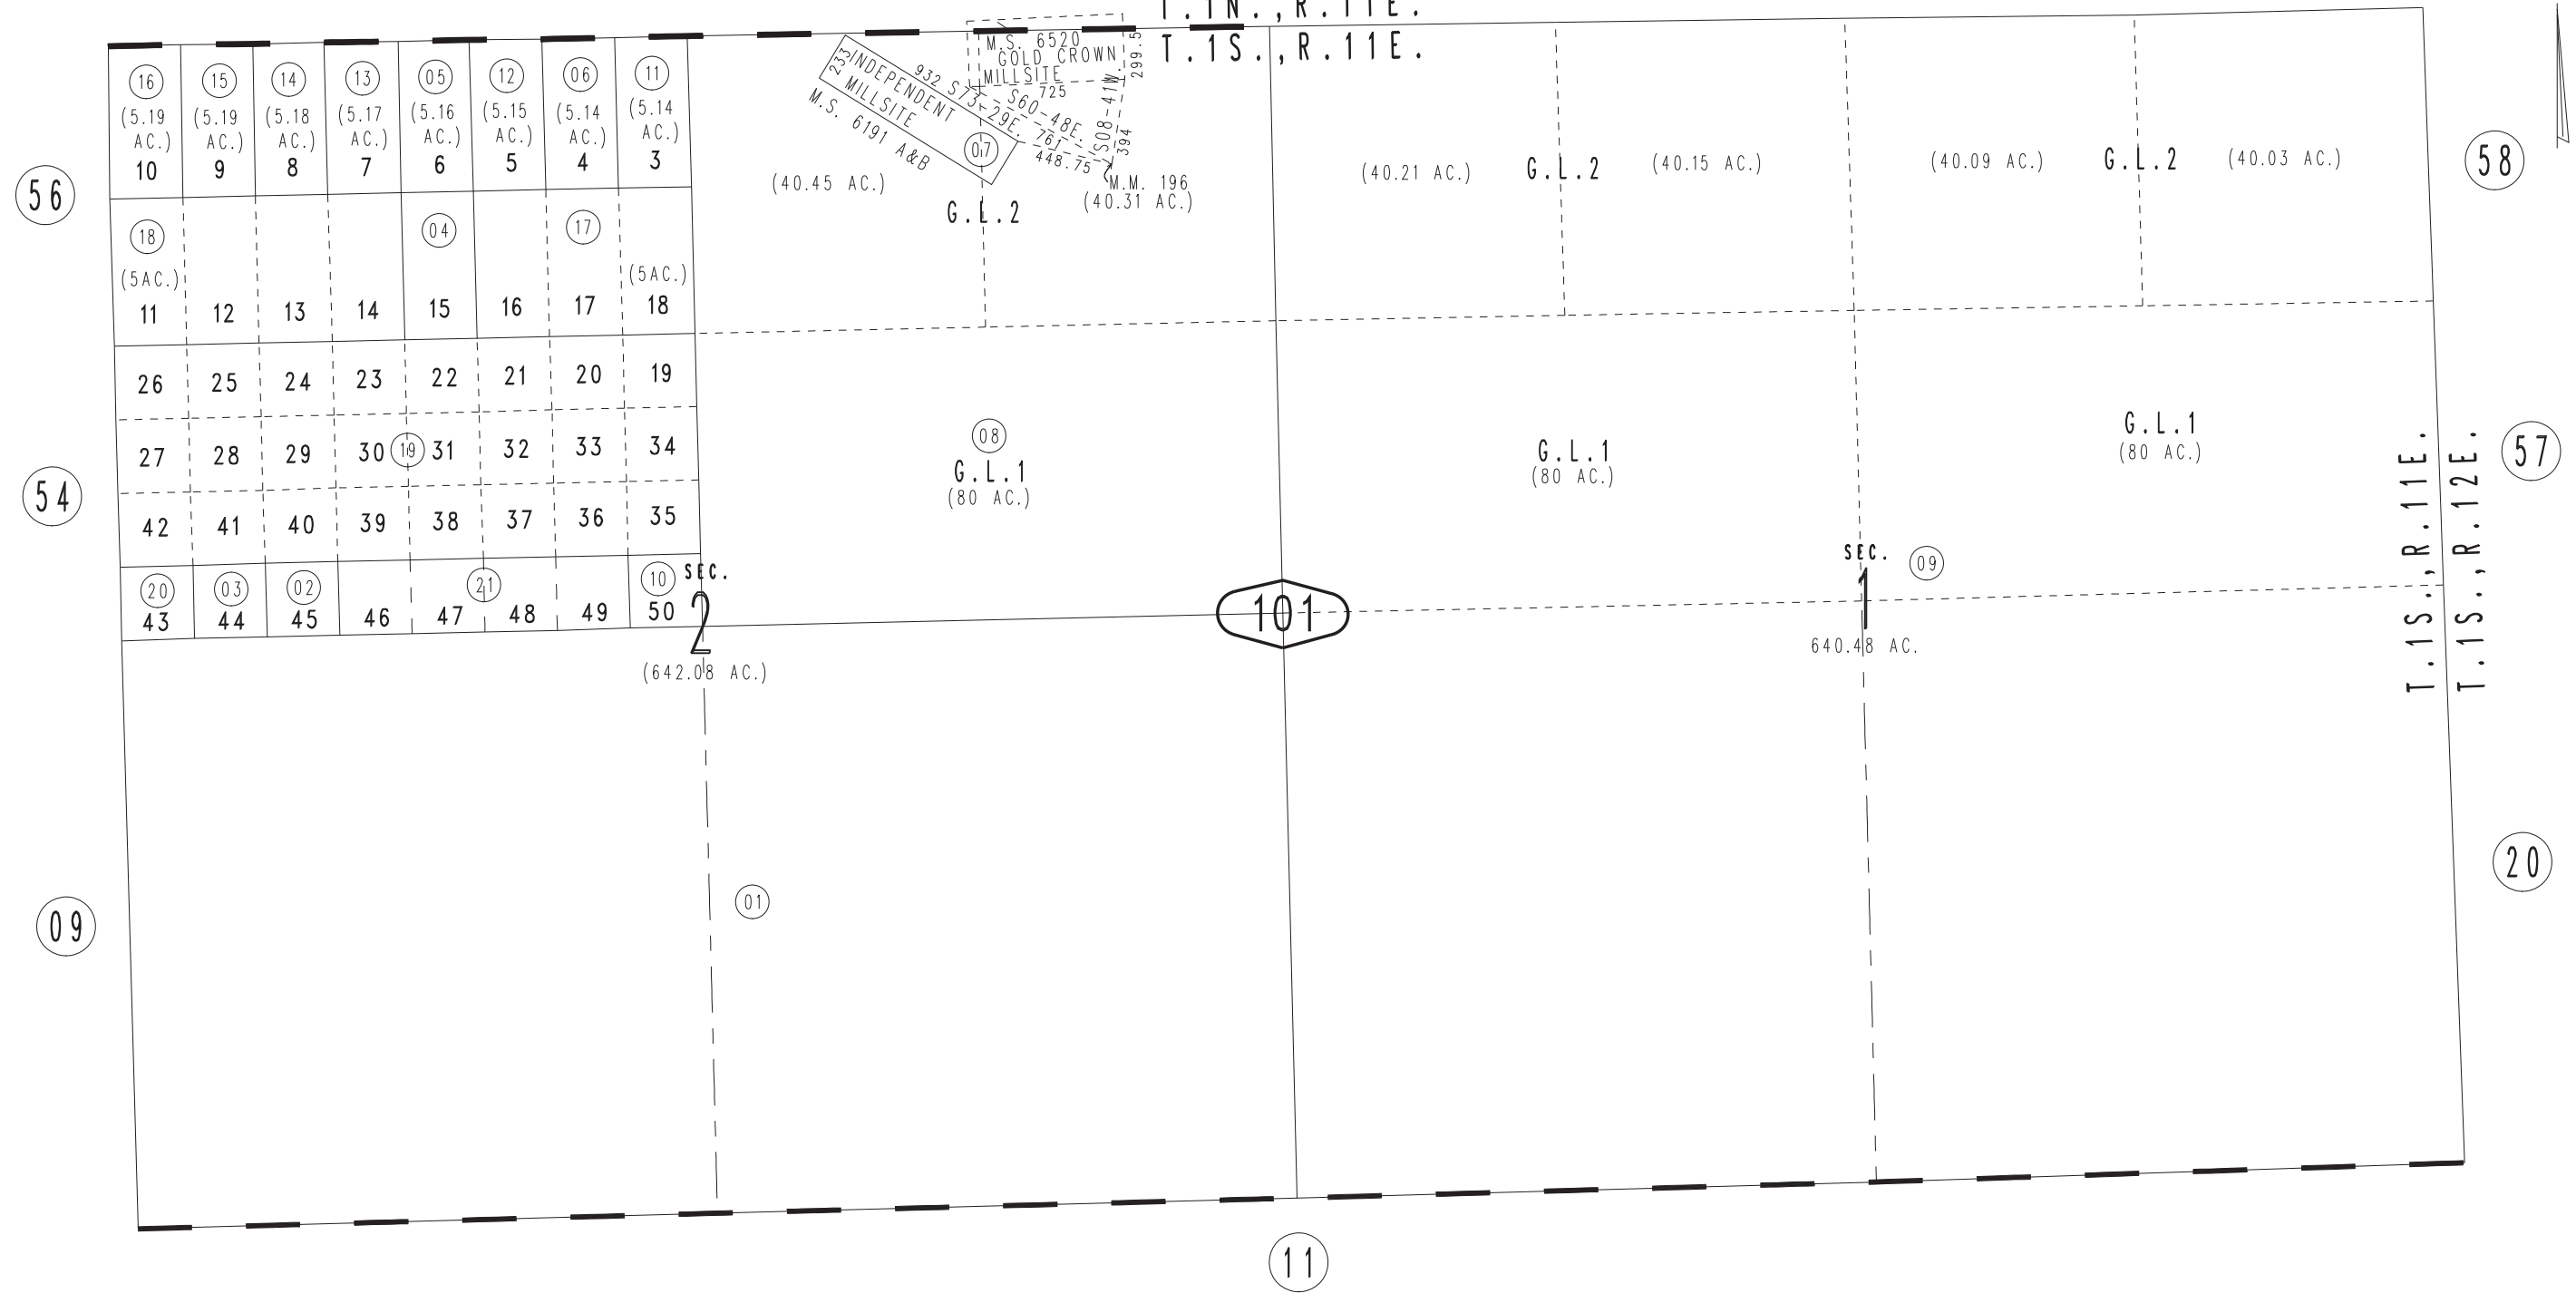 T.1N.,R.11E.
T.1S.,R.11E.
16
15
14
13
05
12
06
11
(5.19 AC.)
(5.19 AC.)
(5.18 AC.)
(5.17 AC.)
(5.16 AC.)
(5.15 AC.)
(5.14 AC.)
(5.14 AC.)
10
9
8
7
6
5
4
3
M.S. 6520
GOLD CROWN
MILLSITE
725
299.5
233
INDEPENDENT
MILLSITE
M.S. 6191 A&B
932 S73-29E. 761
S60-48E.
448.75
S08-41W.
394
07
M.M. 196
(40.45 AC.)
G.L.2
(40.31 AC.)
(40.21 AC.)
G.L.2
(40.15 AC.)
(40.09 AC.)
G.L.2
(40.03 AC.)
56
58
18
04
17
(5AC.)
(5AC.)
11
12
13
14
15
16
17
18
26
25
24
23
22
21
20
19
27
28
29
30
19
31
32
33
34
42
41
40
39
38
37
36
35
20
03
02
21
10
43
44
45
46
47
48
49
50
54
08
G.L.1
(80 AC.)
G.L.1
(80 AC.)
G.L.1
(80 AC.)
57
T.1S.,R.11E.
T.1S.,R.12E.
SEC.
2
(642.08 AC.)
101
SEC.
1
09
640.48 AC.
01
09
20
11